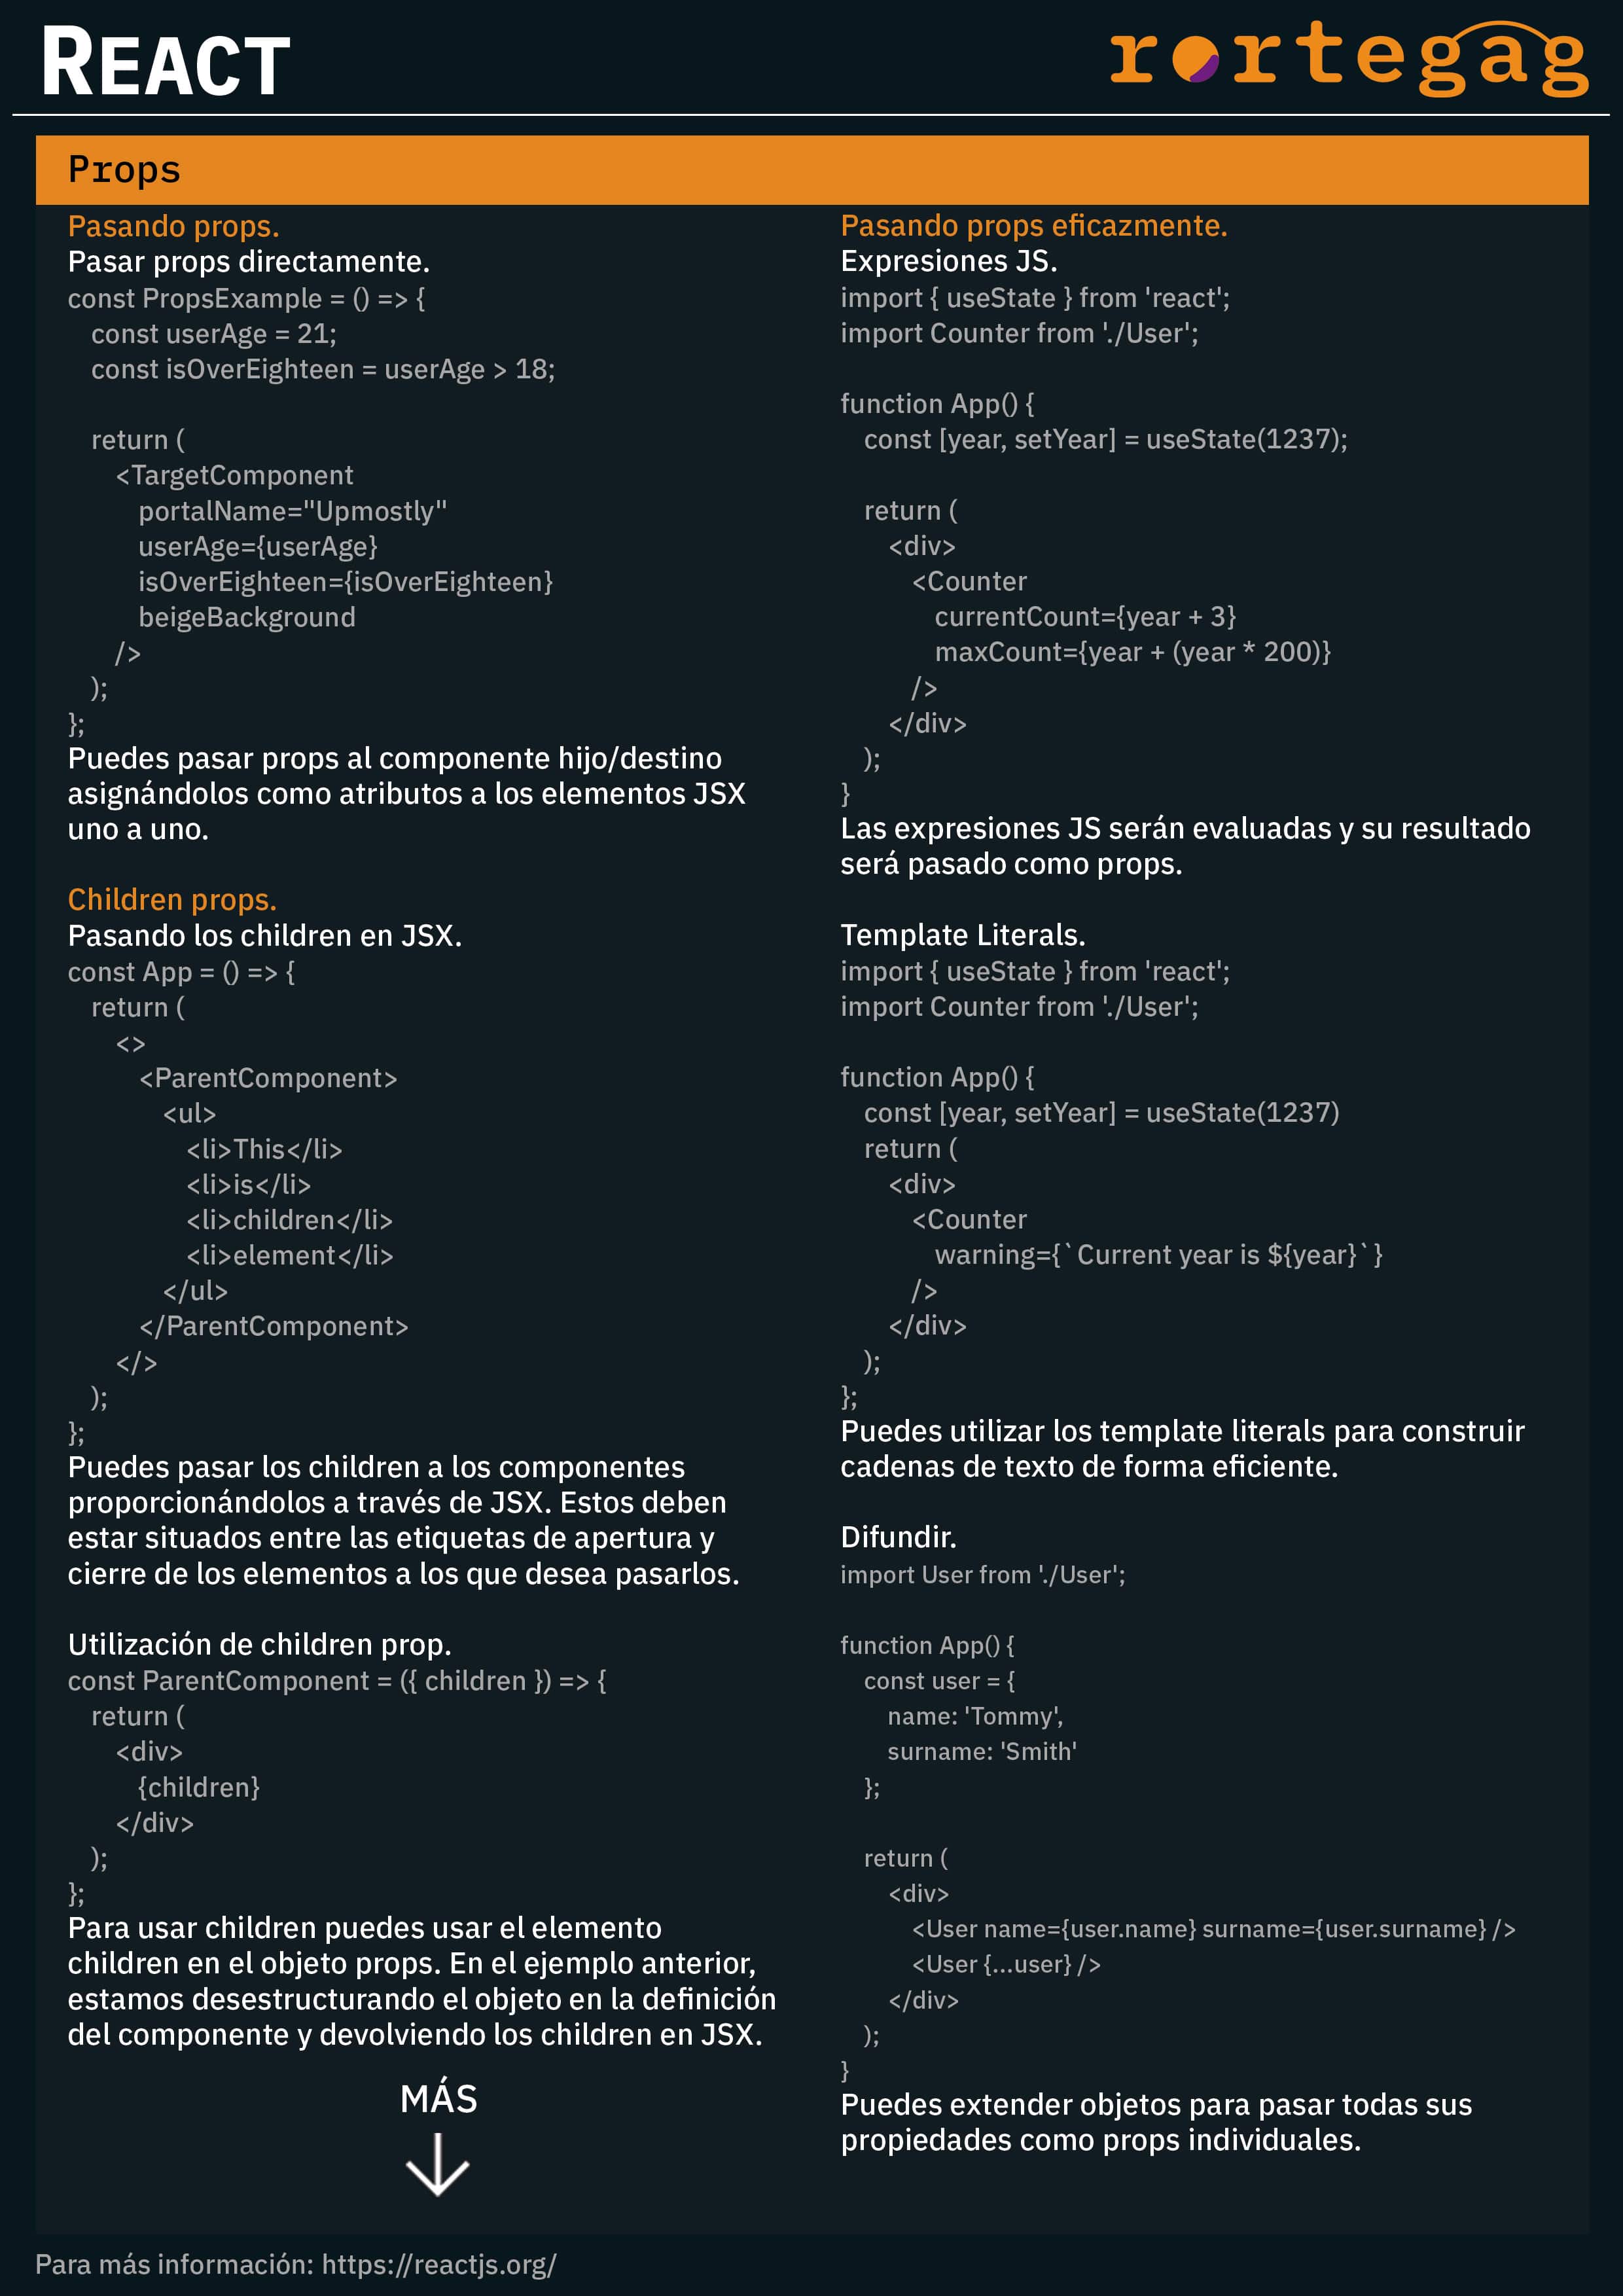 REACT
rortegag
Props
Pasando props.
Pasar props directamente.
const PropsExample = () => {
const userAge = 21;
const isOverEighteen = userAge > 18;
return (
<TargetComponent
portalName="Upmostly"
userAge={userAge}
isOverEighteen={isOverEighteen}
beigeBackground
/>
);
};
Puedes pasar props al componente hijo/destino
asignándolos como atributos a los elementos JSX
uno a uno.
Children props.
Pasando los children en JSX.
const App = () => {
return (
<>
<ParentComponent>
<ul>
<li>This</li>
<li>is</li>
<li>children</li>
<li>element</li>
</ul>
</ParentComponent>
</>
);
};
Puedes pasar los children a los componentes
proporcionándolos a través de JSX. Estos deben
estar situados entre las etiquetas de apertura y
cierre de los elementos a los que desea pasarlos.
Utilización de children prop.
const ParentComponent = ({ children }) => {
return (
<div>
{children}
</div>
);
};
Para usar children puedes usar el elemento
children en el objeto props. En el ejemplo anterior,
estamos desestructurando el objeto en la definición
del componente y devolviendo los children en JSX.
MÁS
Pasando props eficazmente.
Expresiones JS.
import { useState } from 'react';
import Counter from './User';
function App() {
const [year, setYear] = useState(1237);
return (
<div>
<Counter
currentCount={year + 3}
maxCount={year + (year * 200)}
/>
</div>
);
}
Las expresiones JS serán evaluadas y su resultado
será pasado como props.
Template Literals.
import { useState } from 'react';
import Counter from './User';
function App() {
const [year, setYear] = useState(1237)
return (
<div>
<Counter
warning={`Current year is ${year}`}
/>
</div>
);
};
Puedes utilizar los template literals para construir
cadenas de texto de forma eficiente.
Difundir.
import User from './User';
function App() {
const user = {
name: 'Tommy',
surname: 'Smith'
};
return (
<div>
<User name={user.name} surname={user.surname} />
<User {...user} />
</div>
);
}
Puedes extender objetos para pasar todas sus
propiedades como props individuales.
Para más información: https://reactjs.org/